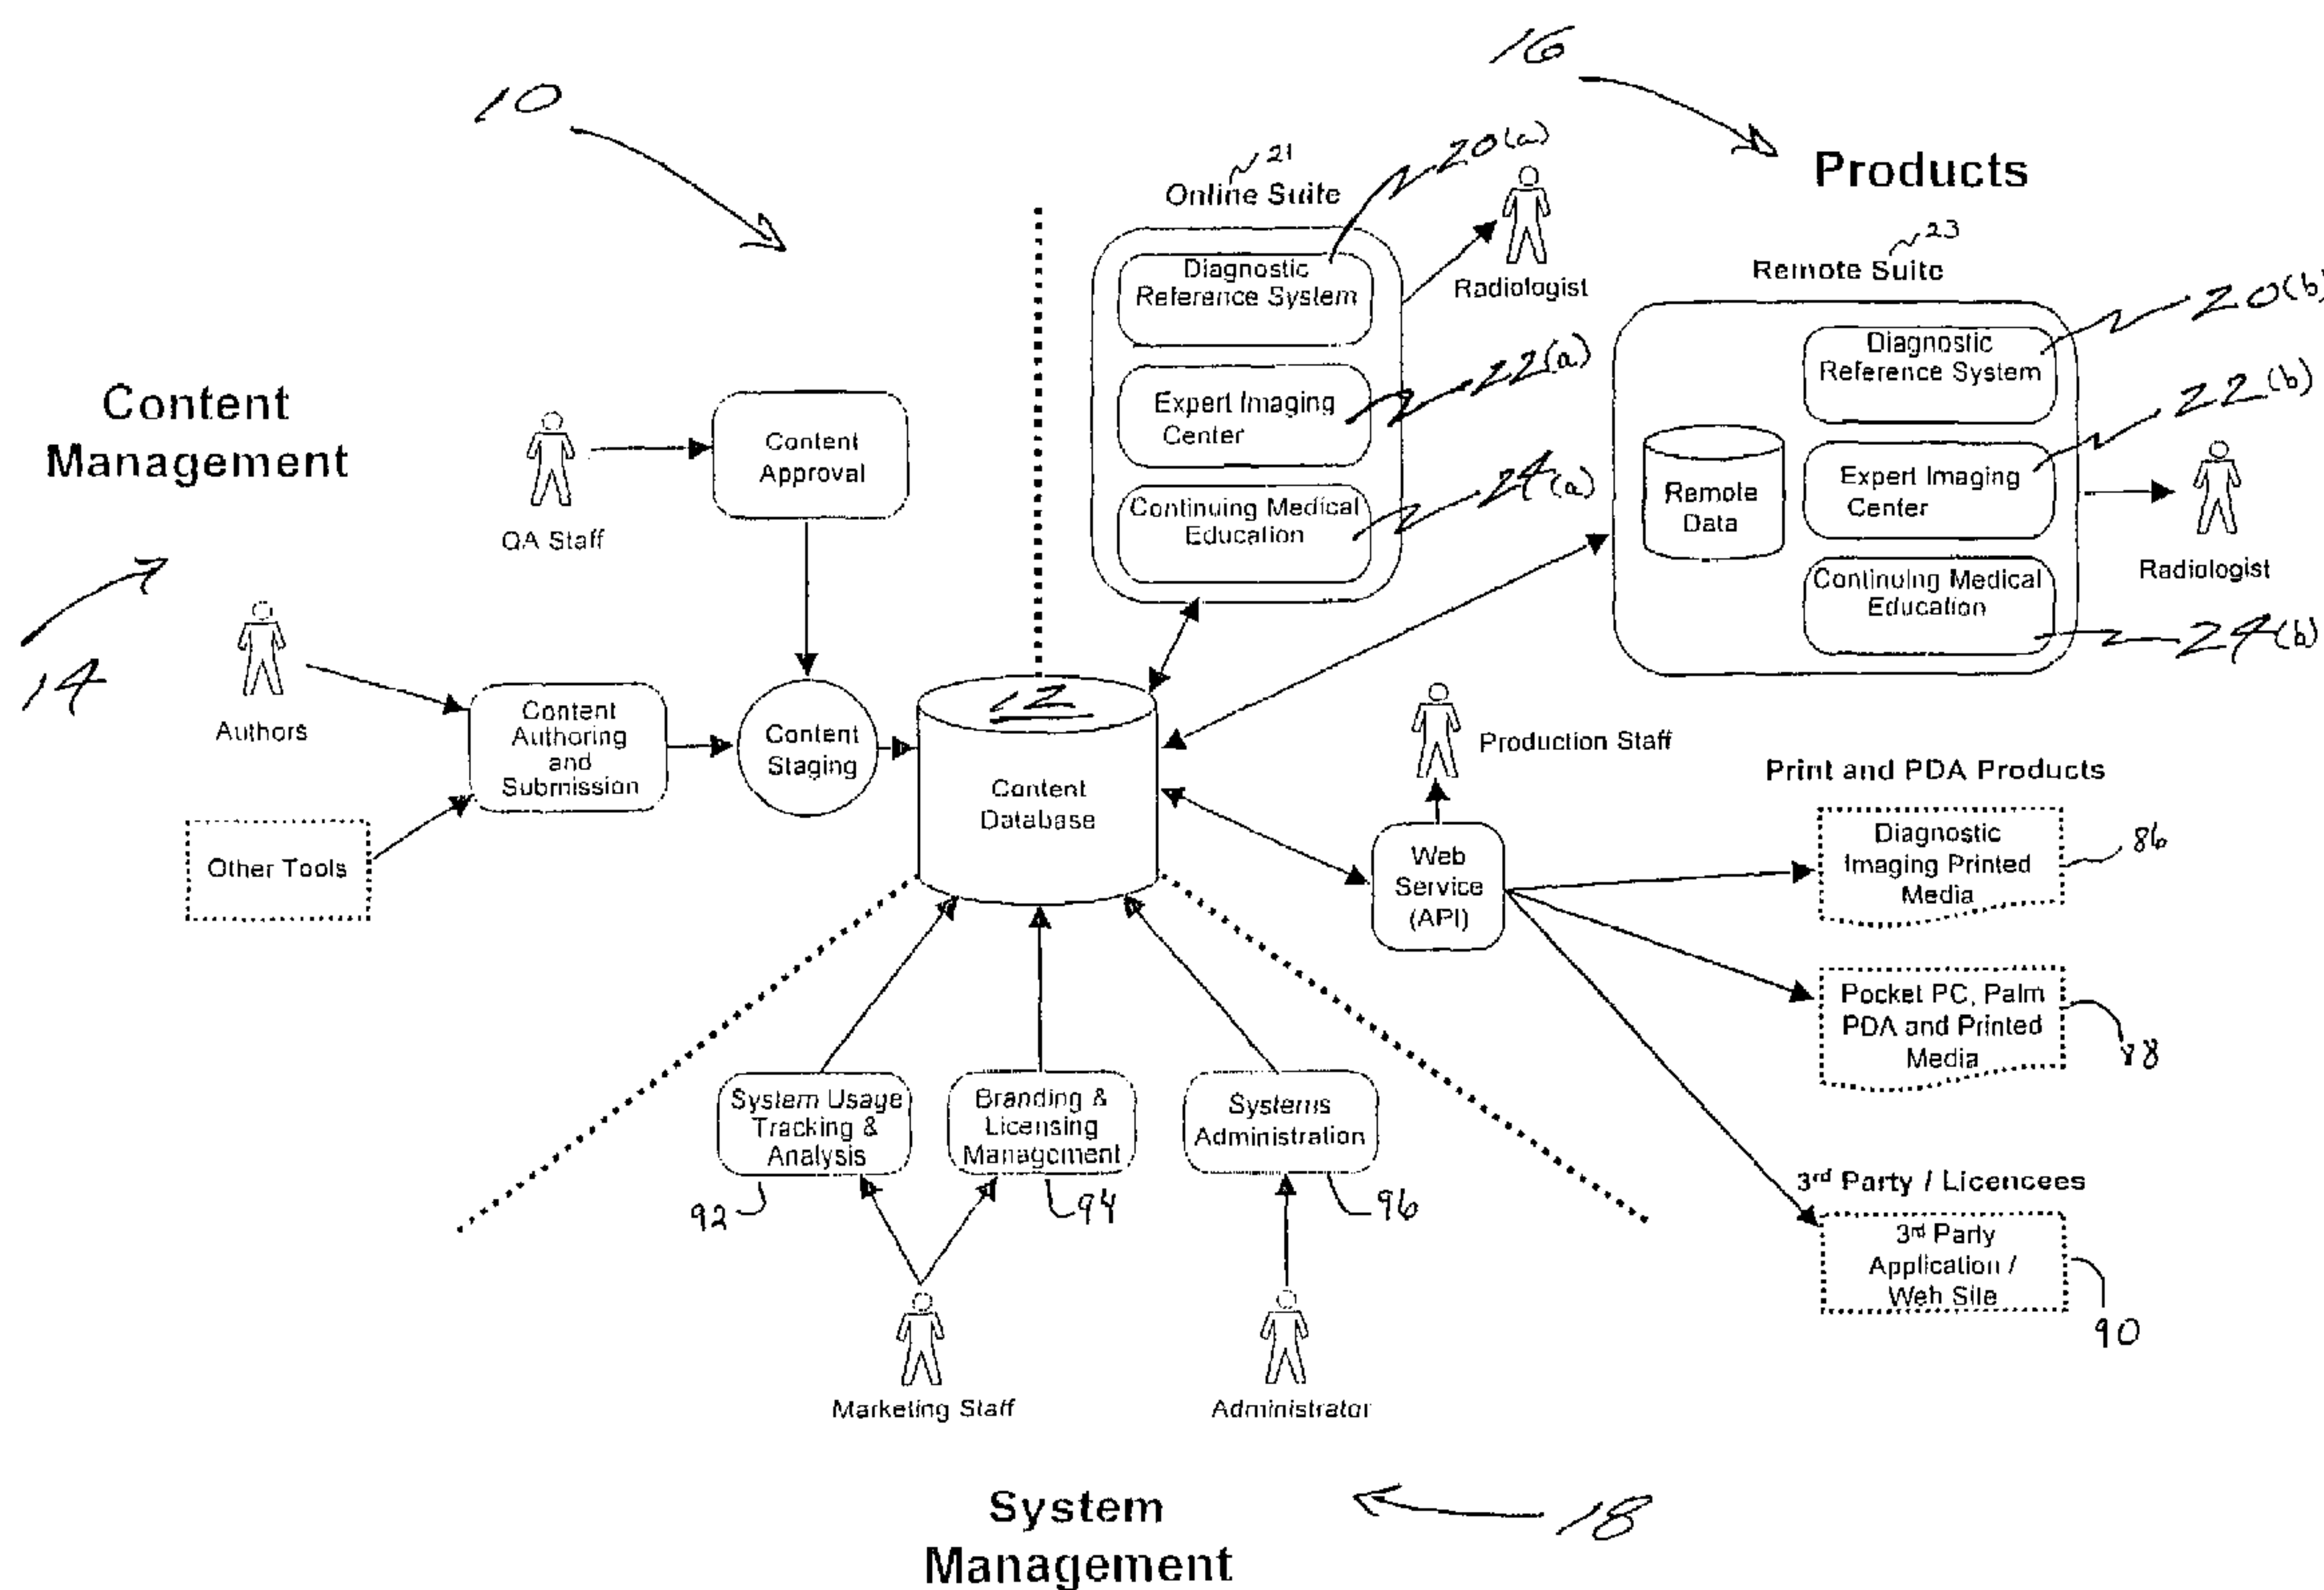 10
16
Products
21
Online Suite
20(a)
Diagnostic
Reference System
Radiologist
Expert Imaging
Center
22(a)
Continuing Medical
Education
24(a)
23
Remote Suite
20(b)
Diagnostic
Reference System
22(b)
Remote
Data
Expert Imaging
Center
Radiologist
Continuing Medical
Education
24(b)
Content
Management
14
Content
Approval
QA Staff
Authors
Content
Authoring
and
Submission
Other Tools
Content
Staging
12
Content
Database
Production Staff
Web
Service
(API)
Print and PDA Products
Diagnostic
Imaging Printed
Media
86
Pocket PC, Palm
PDA and Printed
Media
88
3rd Party / Licencees
3rd Party
Application /
Web Site
90
System Usage
Tracking &
Analysis
92
Branding &
Licensing
Management
94
Systems
Administration
96
Marketing Staff
Administrator
System
Management
18